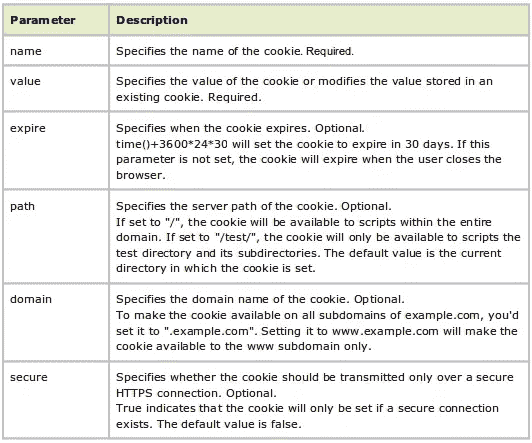 Parameter Description
name Specifies the name of the cookie. Required.
value Specifies the value of the cookie or modifies the value stored in an
existing cookie. Required.
expire Specifies when the cookie expires. Optional.
time()+3600*24*30 will set the cookie to expire in 30 days. If this
parameter is not set, the cookie will expire when the user closes the
browser.
path Specifies the server path of the cookie. Optional.
If set to "/", the cookie will be available to scripts within the entire
domain. If set to "/test/", the cookie will only be available to scripts the
test directory and its subdirectories. The default value is the current
directory in which the cookie is set.
domain Specifies the domain name of the cookie. Optional.
To make the cookie available on all subdomains of example.com, you'd
set it to ".example.com". Setting it to www.example.com will make the
cookie available to the www subdomain only.
secure Specifies whether the cookie should be transmitted only over a secure
HTTPS connection. Optional.
True indicates that the cookie will only be set if a secure connection
exists. The default value is false.